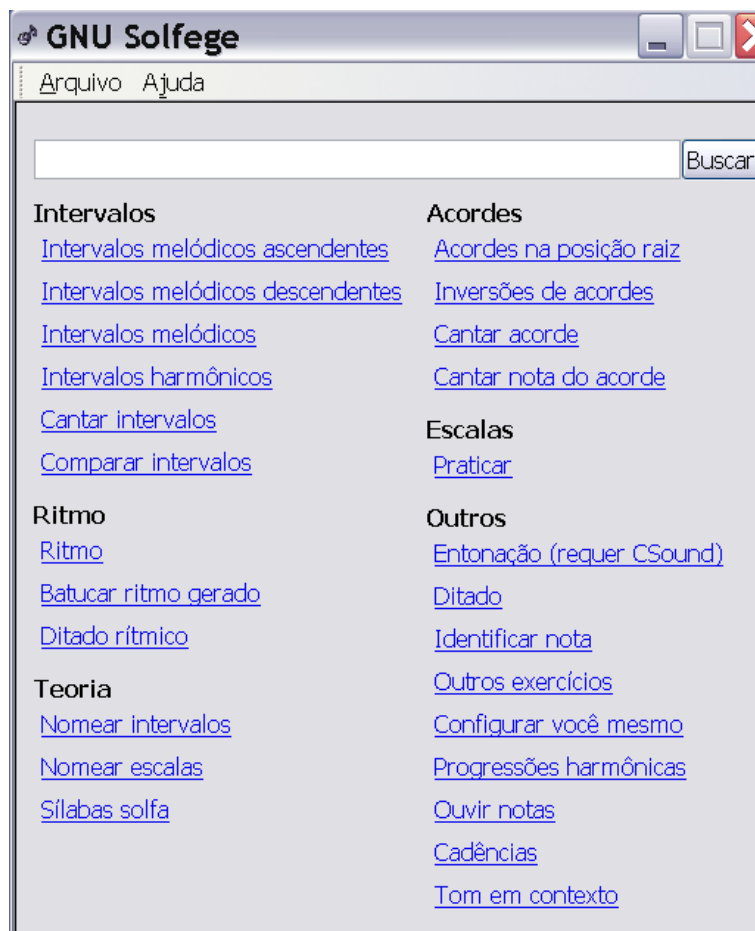 GNU Solfege
Arquivo Ajuda
Buscar
Intervalos
Intervalos melódicos ascendentes
Intervalos melódicos descendentes
Intervalos melódicos
Intervalos harmônicos
Cantar intervalos
Comparar intervalos
Ritmo
Ritmo
Batucar ritmo gerado
Ditado rítmico
Teoria
Nomear intervalos
Nomear escalas
Sílabas solfa
Acordes
Acordes na posição raiz
Inversões de acordes
Cantar acorde
Cantar nota do acorde
Escalas
Praticar
Outros
Entonação (requer CSound)
Ditado
Identificar nota
Outros exercícios
Configurar você mesmo
Progressões harmônicas
Ouvir notas
Cadências
Tom em contexto